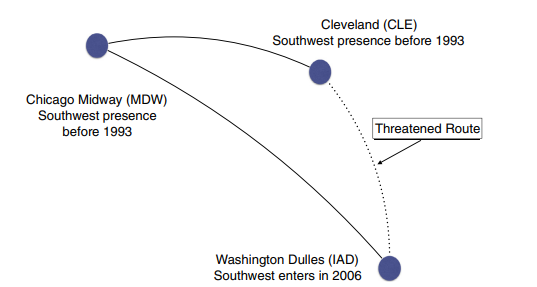 Cleveland (CLE)
Southwest presence before 1993
Chicago Midway (MDW)
Southwest presence
before 1993
Threatened Route
Washington Dulles (IAD)
Southwest enters in 2006